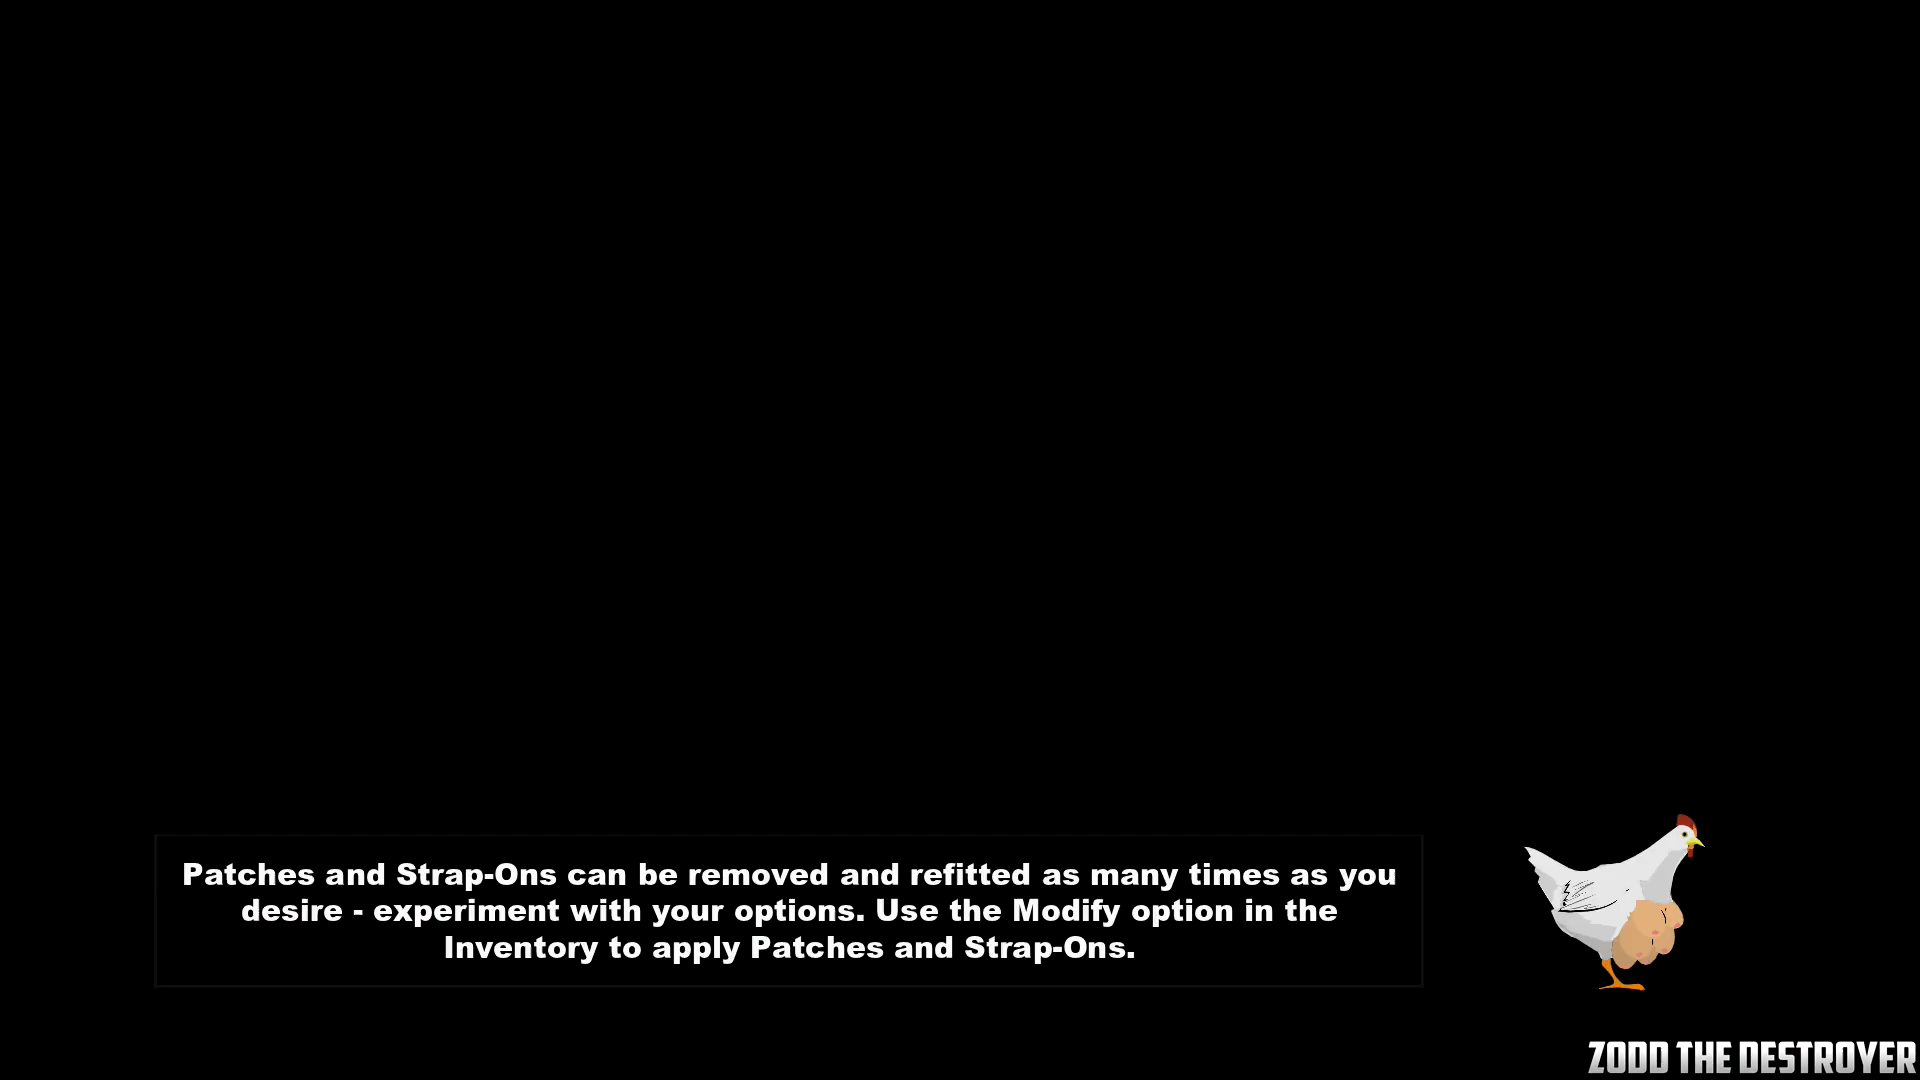 Patches and Strap-Ons can be removed and refitted as many times as you
desire - experiment with your options. Use the Modify option in the
Inventory to apply Patches and Strap-Ons.
ZODD THE DESTROYER